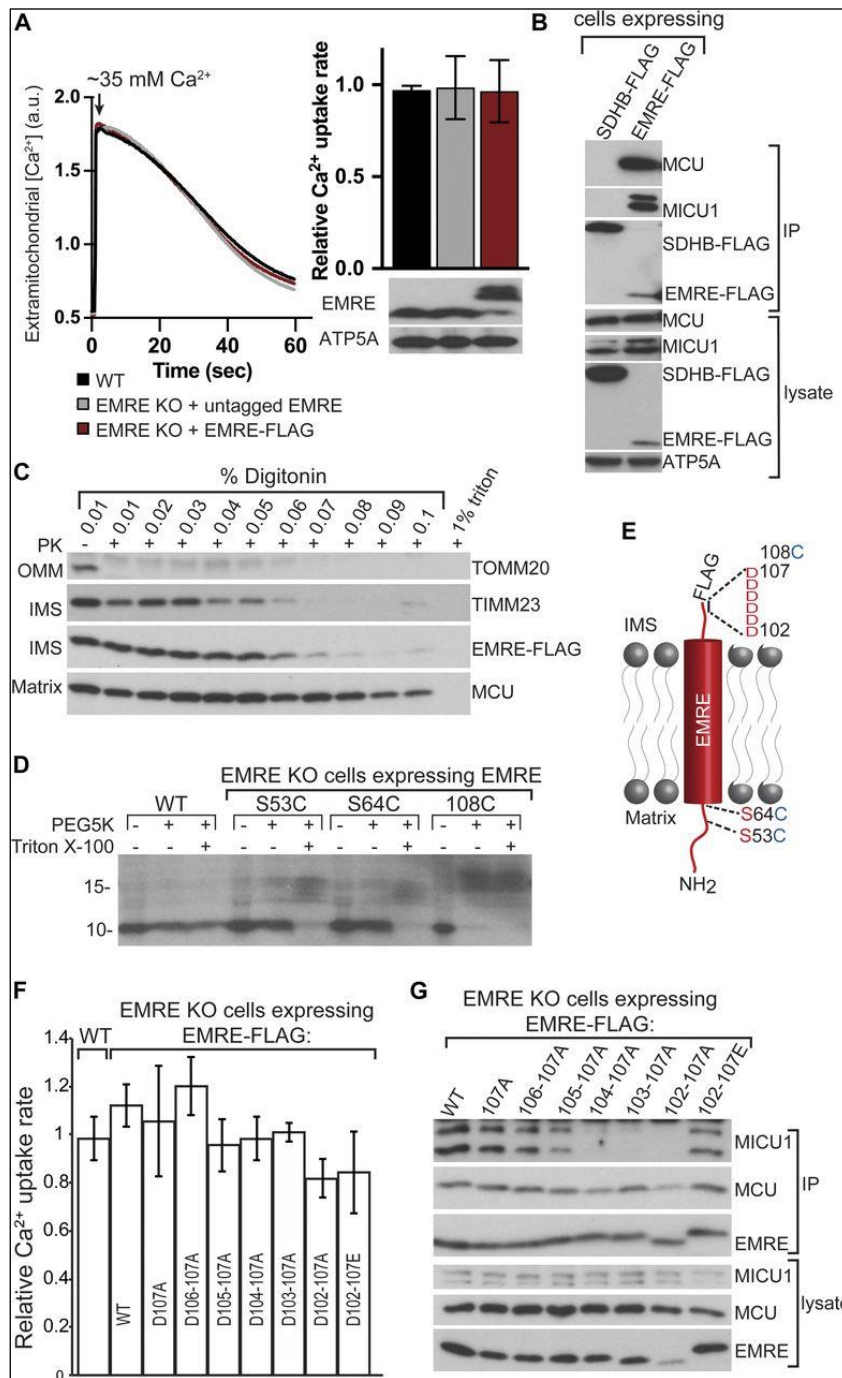 A
~35 mM Ca²⁺
Extramitochondrial [Ca²⁺] (a.u.)
2.0
1.5
1.0
0.5
0 20 40 60
Time (sec)
Relative Ca²⁺ uptake rate
1.0
0.5
0.0
EMRE
ATP5A
WT
EMRE KO + untagged EMRE
EMRE KO + EMRE-FLAG
B
cells expressing
SDHB-FLAG
EMRE-FLAG
MCU
MICU1
SDHB-FLAG
EMRE-FLAG
IP
MCU
MICU1
SDHB-FLAG
EMRE-FLAG
ATP5A
lysate
C
% Digitonin
0.01 0.01 0.02 0.03 0.04 0.05 0.06 0.07 0.08 0.09 0.1 1% triton
PK - + + + + + + + + + + +
OMM TOMM20
IMS TIMM23
IMS EMRE-FLAG
Matrix MCU
D
EMRE KO cells expressing EMRE
WT S53C S64C 108C
PEG5K - + + - + + - + + - + +
Triton X-100 - - + - - + - - + - - +
15-
10-
E
FLAG
108C
107
D
D
D
D
D
D
102
IMS
EMRE
Matrix
S64C
S53C
NH2
F
EMRE KO cells expressing
WT EMRE-FLAG:
Relative Ca²⁺ uptake rate
1.4
1.2
1
0.8
0.6
0.4
0.2
0
WT
D107A
D106-107A
D105-107A
D104-107A
D103-107A
D102-107A
D102-107E
G
EMRE KO cells expressing
EMRE-FLAG:
WT
107A
106-107A
105-107A
104-107A
103-107A
102-107A
102-107E
MICU1
MCU
EMRE
IP
MICU1
MCU
EMRE
lysate